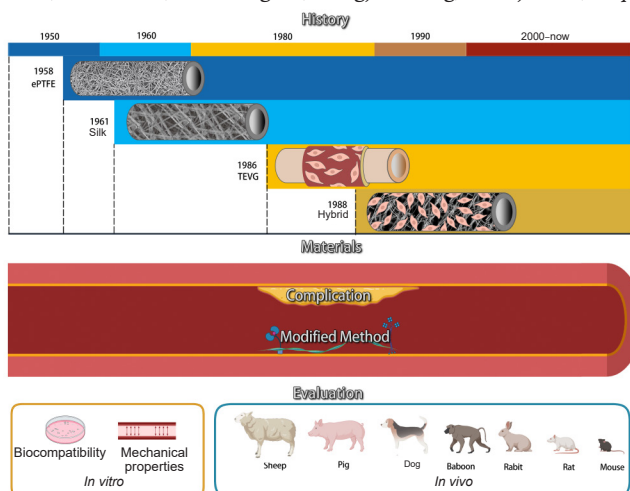 History
1950 1960 1980 1990 2000-now
1958
ePTFE
1961
Silk
1986
TEVG
1988
Hybrid
Materials
Complication
Modified Method
Evaluation
Biocompatibility
Mechanical
properties
In vitro
Sheep Pig Dog Baboon Rabit Rat Mouse
In vivo